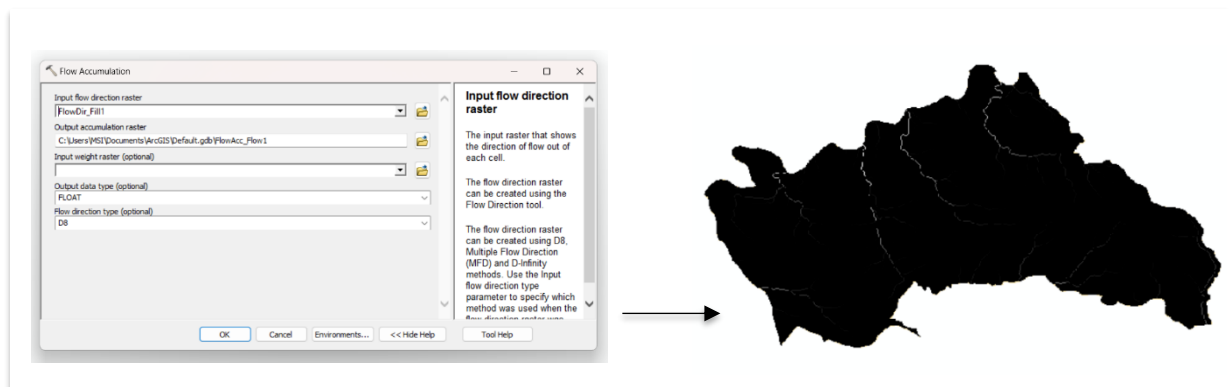 Flow Accumulation
Input flow direction raster
FlowDir_Fill1
Output accumulation raster
C:\Users\MSI\Documents\ArcGIS\Default.gdb\FlowAcc_Flow1
Input weight raster (optional)
Output data type (optional)
FLOAT
Flow direction type (optional)
D8
OK
Cancel
Environments...
<< Hide Help
Input flow direction
raster
The input raster that shows
the direction of flow out of
each cell.
The flow direction raster
can be created using the
Flow Direction tool.
The flow direction raster
can be created using D8,
Multiple Flow Direction
(MFD) and D-Infinity
methods. Use the Input
flow direction type
parameter to specify which
method was used when the
flow direction raster was
Tool Help